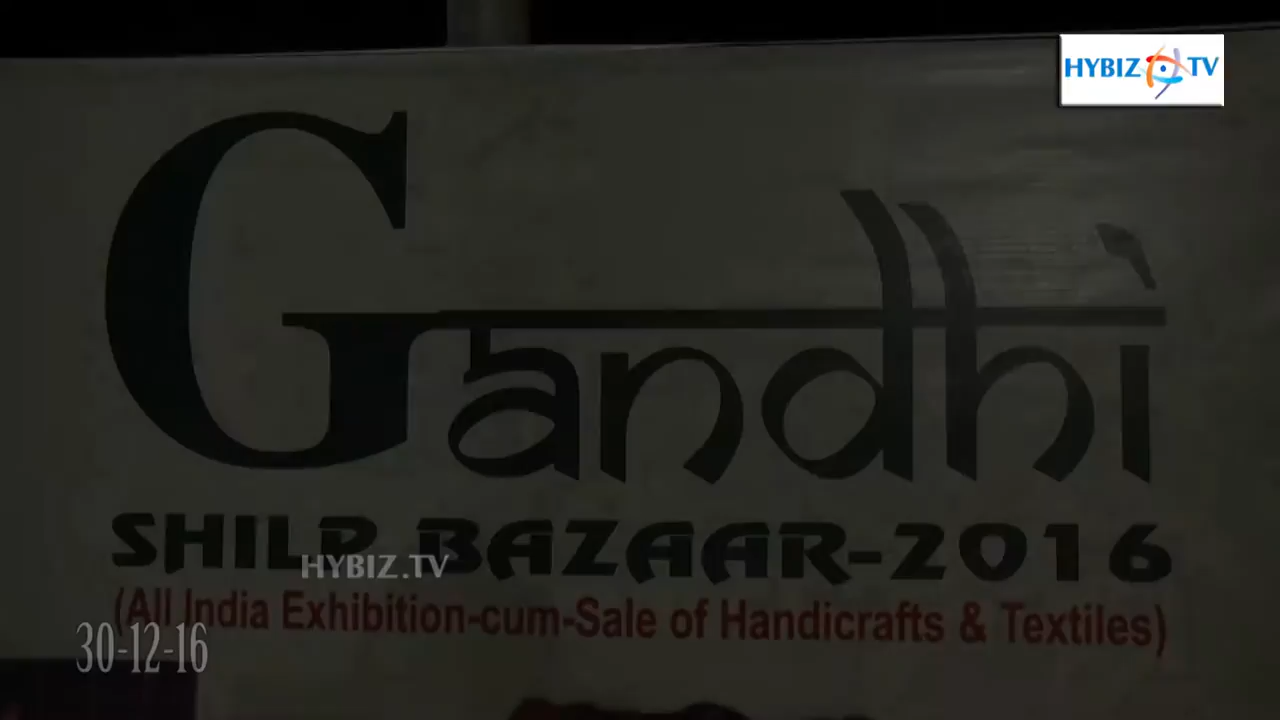 HYBIZ TV
Gandhi
SHILP BAZAAR-2016
HYBIZ.TV
(All India Exhibition-cum-Sale of Handicrafts & Textiles)
30-12-16